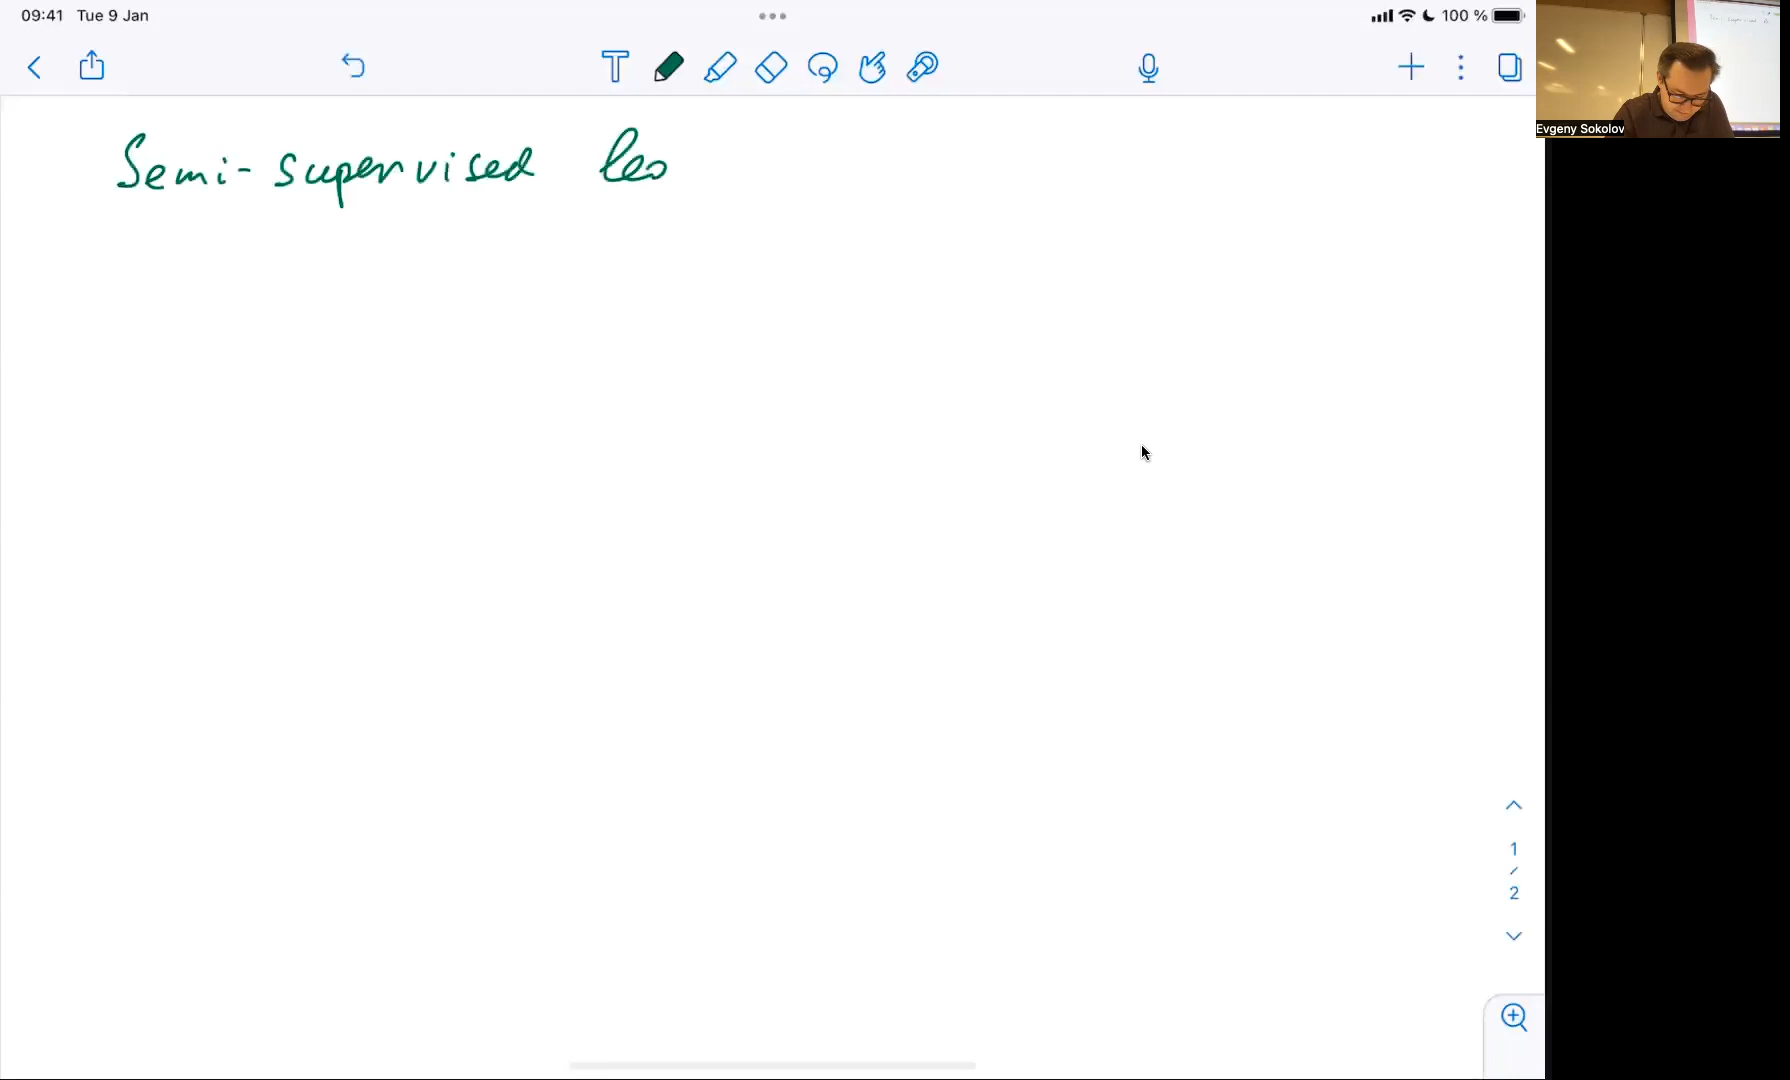 09:41 Tue 9 Jan
100 %
Evgeny Sokolov
Semi-supervised lea
1
/
2